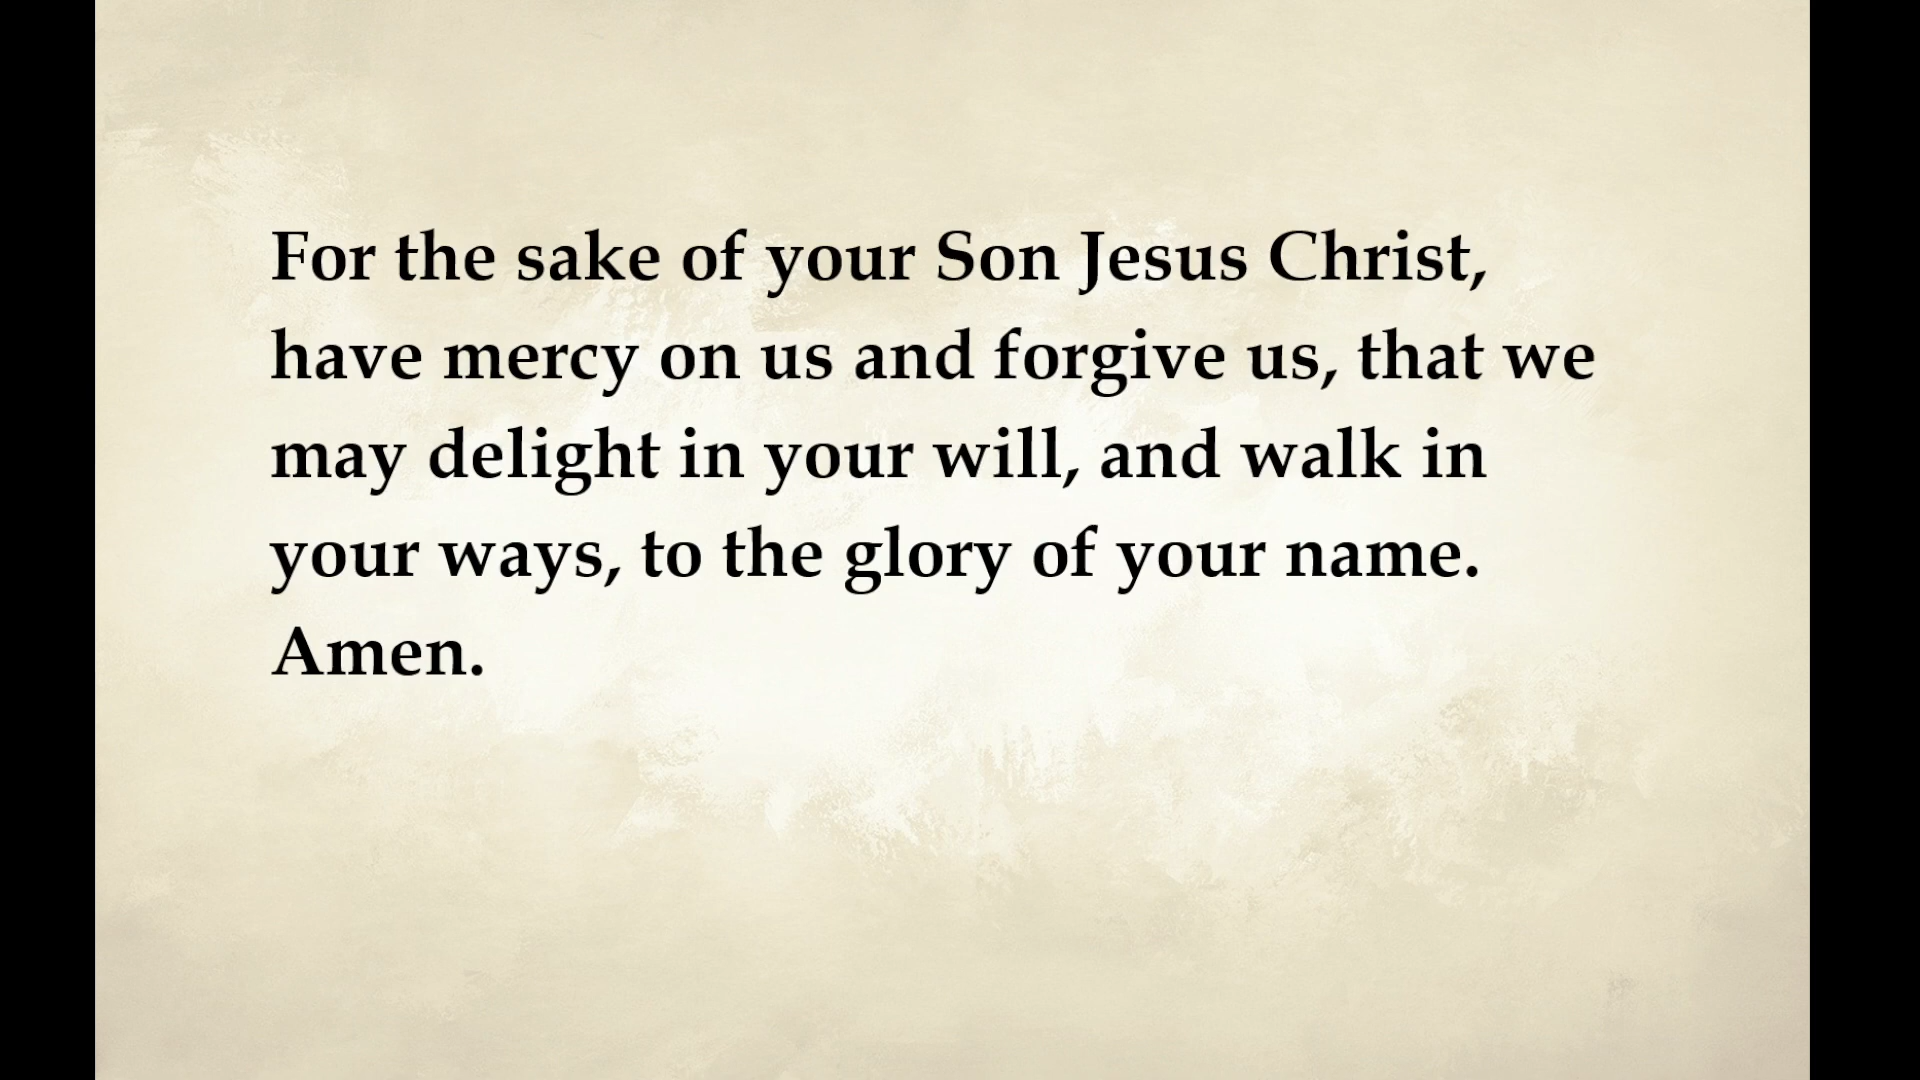 For the sake of your Son Jesus Christ,
have mercy on us and forgive us, that we
may delight in your will, and walk in
your ways, to the glory of your name.
Amen.